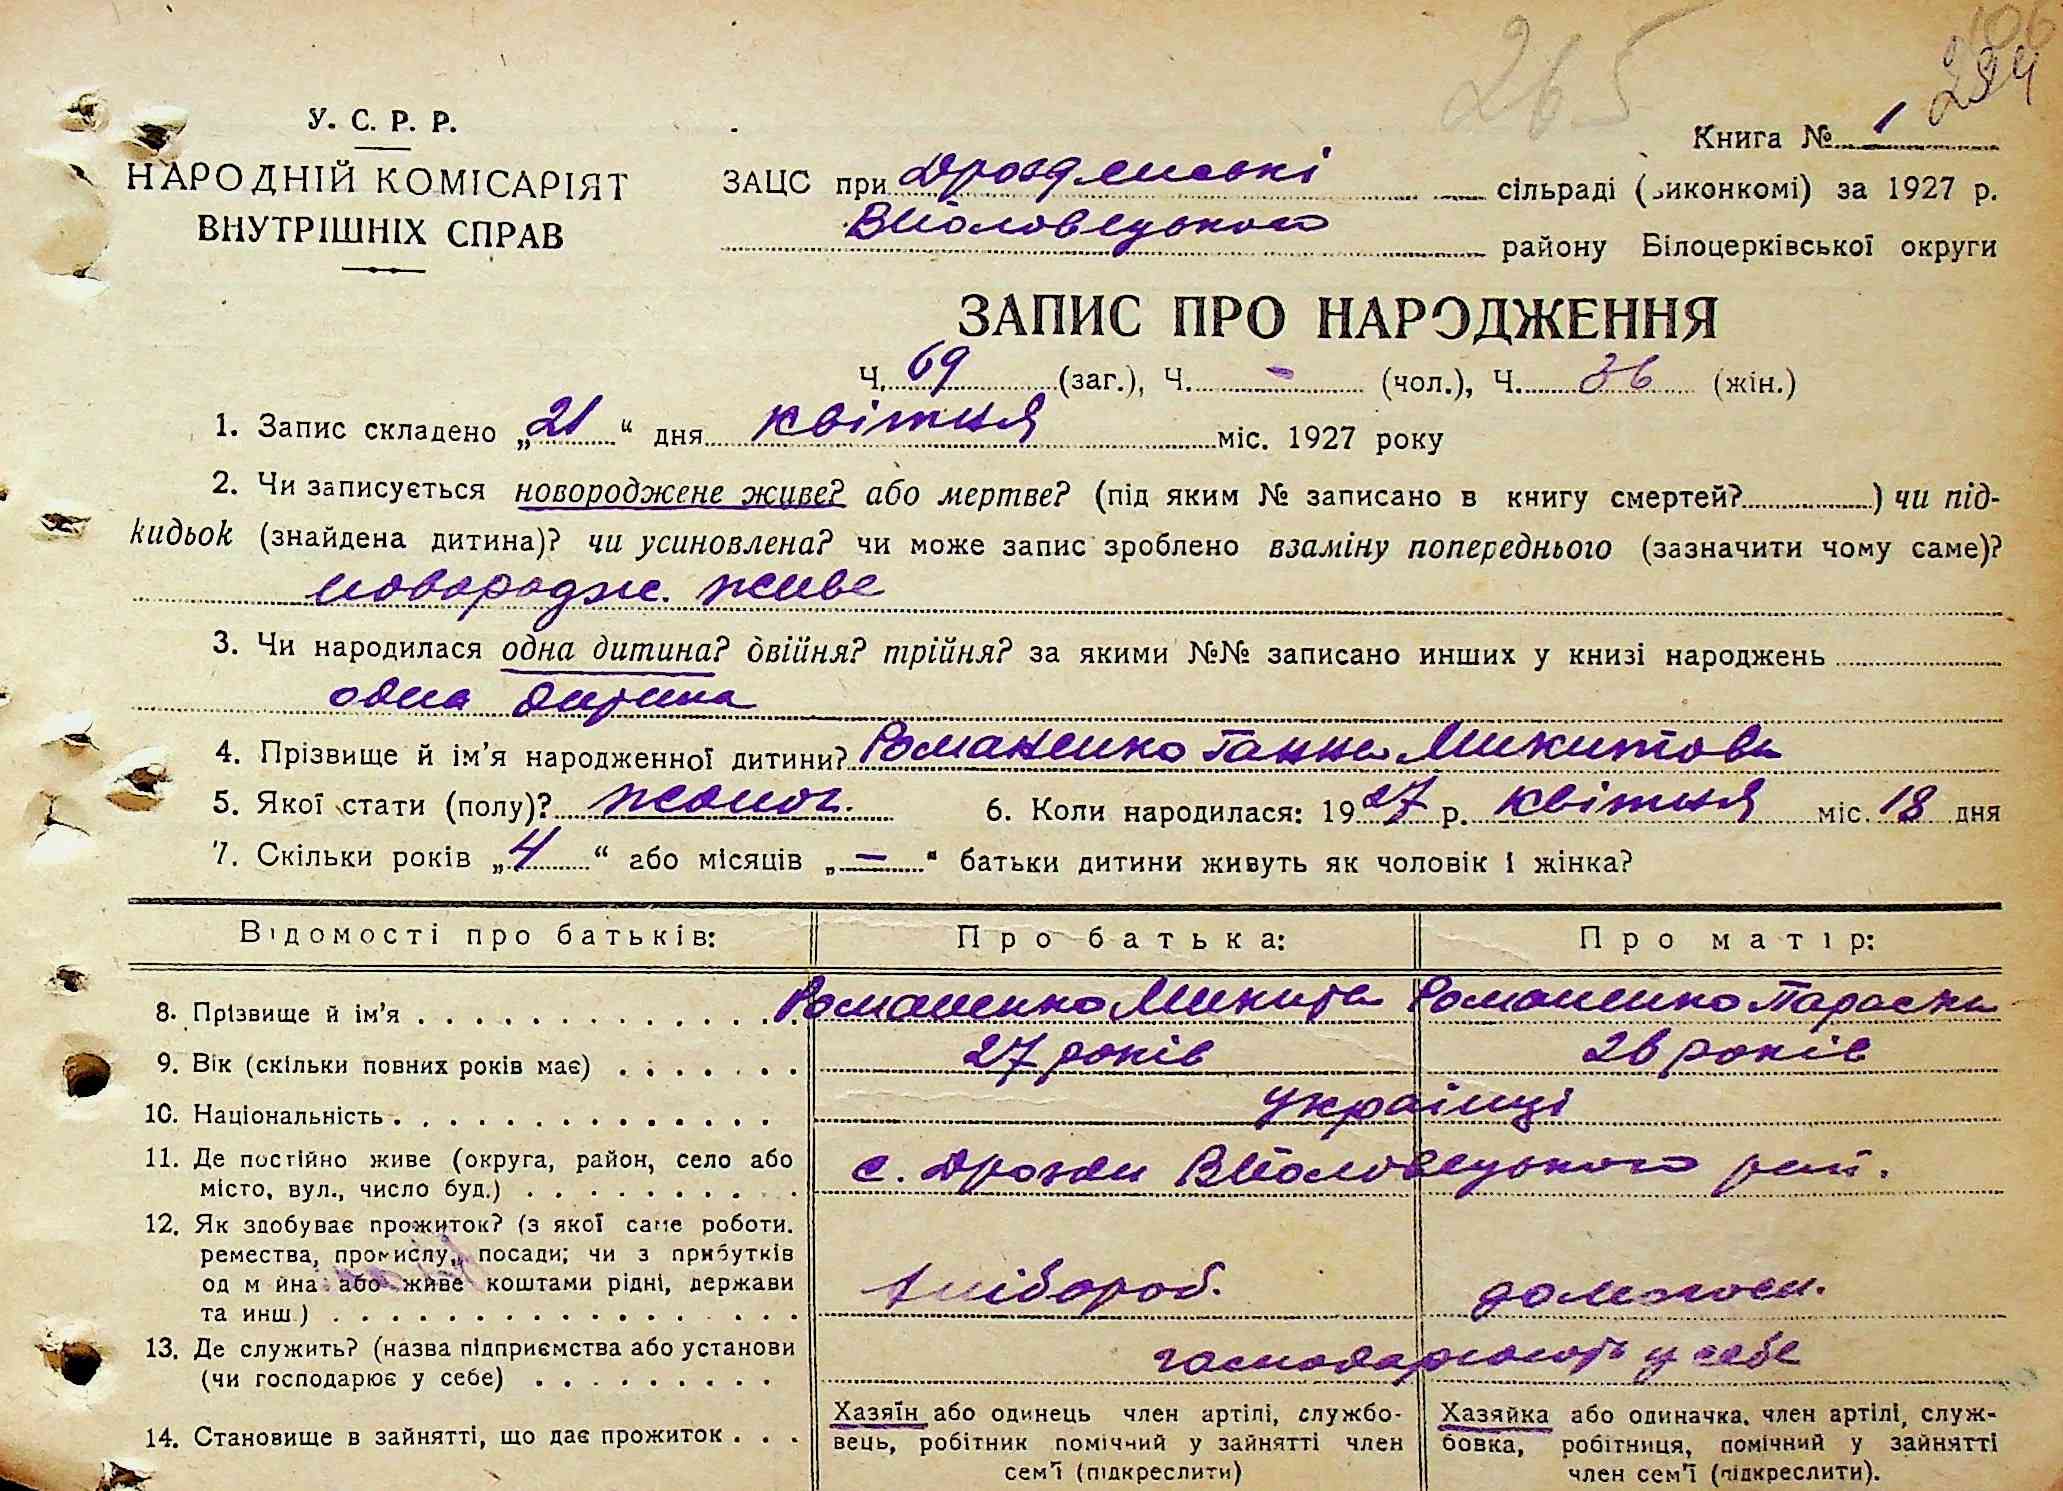 265
106
284
У. С. Р. Р.
НАРОДНІЙ КОМІСАРІЯТ
ВНУТРІШНІХ СПРАВ
Книга № 1
ЗАЦС при Дрозденські сільраді (виконкомі) за 1927 р.
району Білоцерківської округи
ЗАПИС ПРО НАРОДЖЕННЯ
Ч. 69 (заг.), Ч. - (чол.), Ч. 36 (жін.)
1. Запис складено „21“ дня квітня міс. 1927 року
2. Чи записується новороджене живе? або мертве? (під яким № записано в книгу смертей? ) чи під-
кидьок (знайдена дитина)? чи усиновлена? чи може запис зроблено взаміну попереднього (зазначити чому саме)?
новородж. живе
3. Чи народилася одна дитина? двійня? трійня? за якими №№ записано инших у книзі народжень
одна дитина
4. Прізвище й ім'я народженної дитини? Романенко Ганна Микитова
5. Якої стати (полу)? жоноч. 6. Коли народилася: 1927 р. квітня міс. 18 дня
7. Скільки років „4“ або місяців „—“ батьки дитини живуть як чоловік і жінка?
Відомості про батьків: Про батька: Про матір:
8. Прізвище й ім'я Романенко Микита Романенко Параска
9. Вік (скільки повних років має) 27 років 26 років
10. Національність українці
11. Де постійно живе (округа, район, село або
місто, вул., число буд.) с. Дрозди рай.
12. Як здобуває прожиток? (з якої саме роботи.
ремества, промислу, посади; чи з прибутків
од майна або живе коштами рідні, держави
та инш.) хлібороб. домогосп.
13. Де служить? (назва підприємства або установи
(чи господарює у себе) господарюють у себе
14. Становище в зайнятті, що дає прожиток
Хазяїн або одинець член артілі, службо-
вець, робітник помічний у зайнятті член
сем'ї (підкреслити)
Хазяйка або одиначка, член артілі, служ-
бовка, робітниця, помічний у зайнятті
член сем'ї (підкреслити).